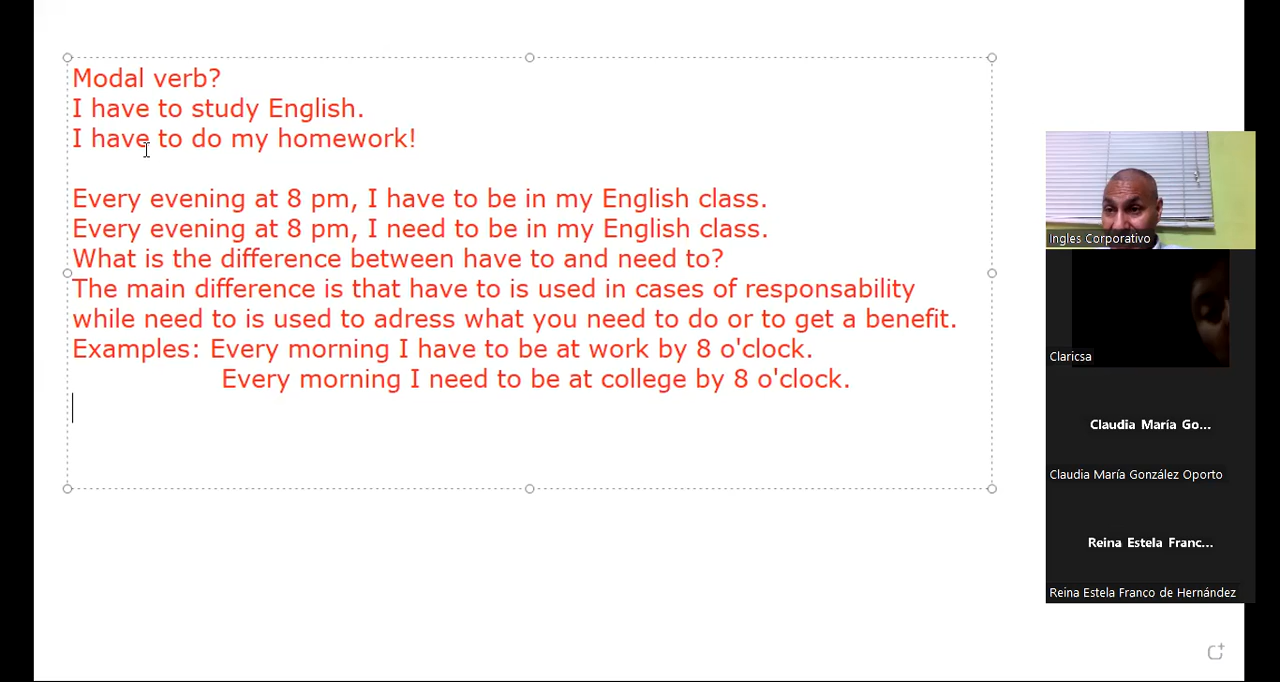 Modal verb?
I have to study English.
I have to do my homework!
Every evening at 8 pm, I have to be in my English class.
Every evening at 8 pm, I need to be in my English class.
What is the difference between have to and need to?
The main difference is that have to is used in cases of responsability
while need to is used to adress what you need to do or to get a benefit.
Examples: Every morning I have to be at work by 8 o'clock.
Every morning I need to be at college by 8 o'clock.
Ingles Corporativo
Claricsa
Claudia María Go...
Claudia María González Oporto
Reina Estela Franc...
Reina Estela Franco de Hernández